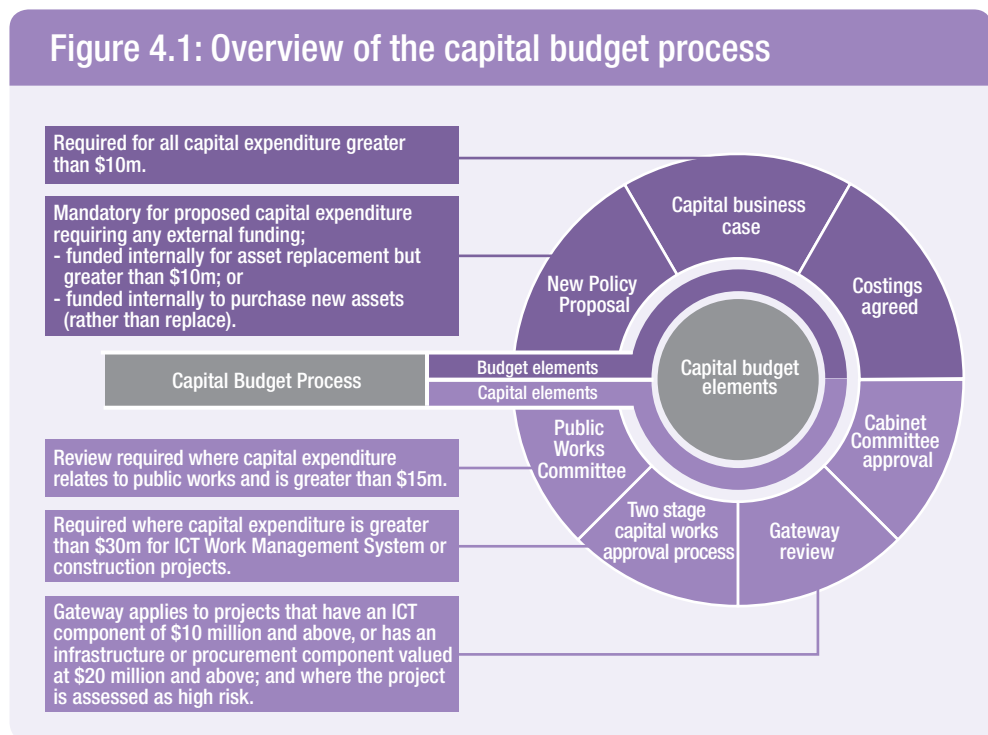 Figure 4.1: Overview of the capital budget process
Required for all capital expenditure greater
than $10m.
Mandatory for proposed capital expenditure
requiring any external funding;
- funded internally for asset replacement but
greater than $10m; or
- funded internally to purchase new assets
(rather than replace).
Capital Budget Process
Budget elements
Capital elements
Review required where capital expenditure
relates to public works and is greater than $15m.
Required where capital expenditure is greater
than $30m for ICT Work Management System or
construction projects.
Gateway applies to projects that have an ICT
component of $10 million and above, or has an
infrastructure or procurement component valued
at $20 million and above; and where the project
is assessed as high risk.
Capital business
case
New Policy
Proposal
Costings
agreed
Capital budget
elements
Cabinet
Committee
approval
Public
Works
Committee
Two stage
capital works
approval process
Gateway
review